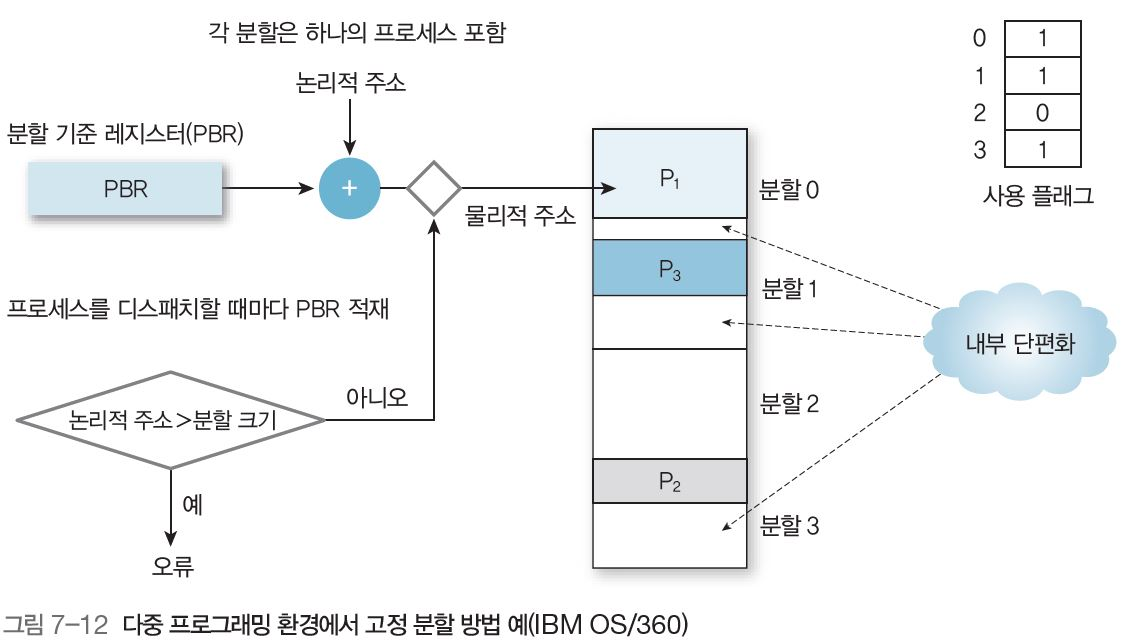 각 분할은 하나의 프로세스 포함
논리적 주소
분할 기준 레지스터(PBR)
PBR
+
물리적 주소
프로세스를 디스패치할 때마다 PBR 적재
논리적 주소>분할 크기
아니오
예
오류
P1
분할 0
P3
분할 1
분할 2
P2
분할 3
0 1
1 1
2 0
3 1
사용 플래그
내부 단편화
그림 7-12 다중 프로그래밍 환경에서 고정 분할 방법 예(IBM OS/360)